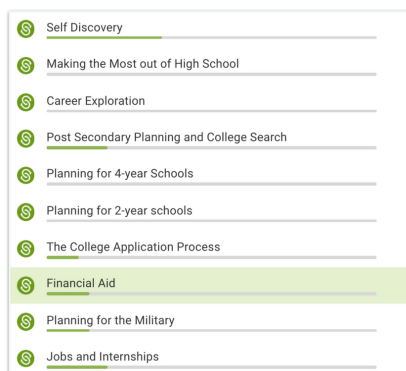 Self Discovery
Making the Most out of High School
Career Exploration
Post Secondary Planning and College Search
Planning for 4-year Schools
Planning for 2-year schools
The College Application Process
Financial Aid
Planning for the Military
Jobs and Internships